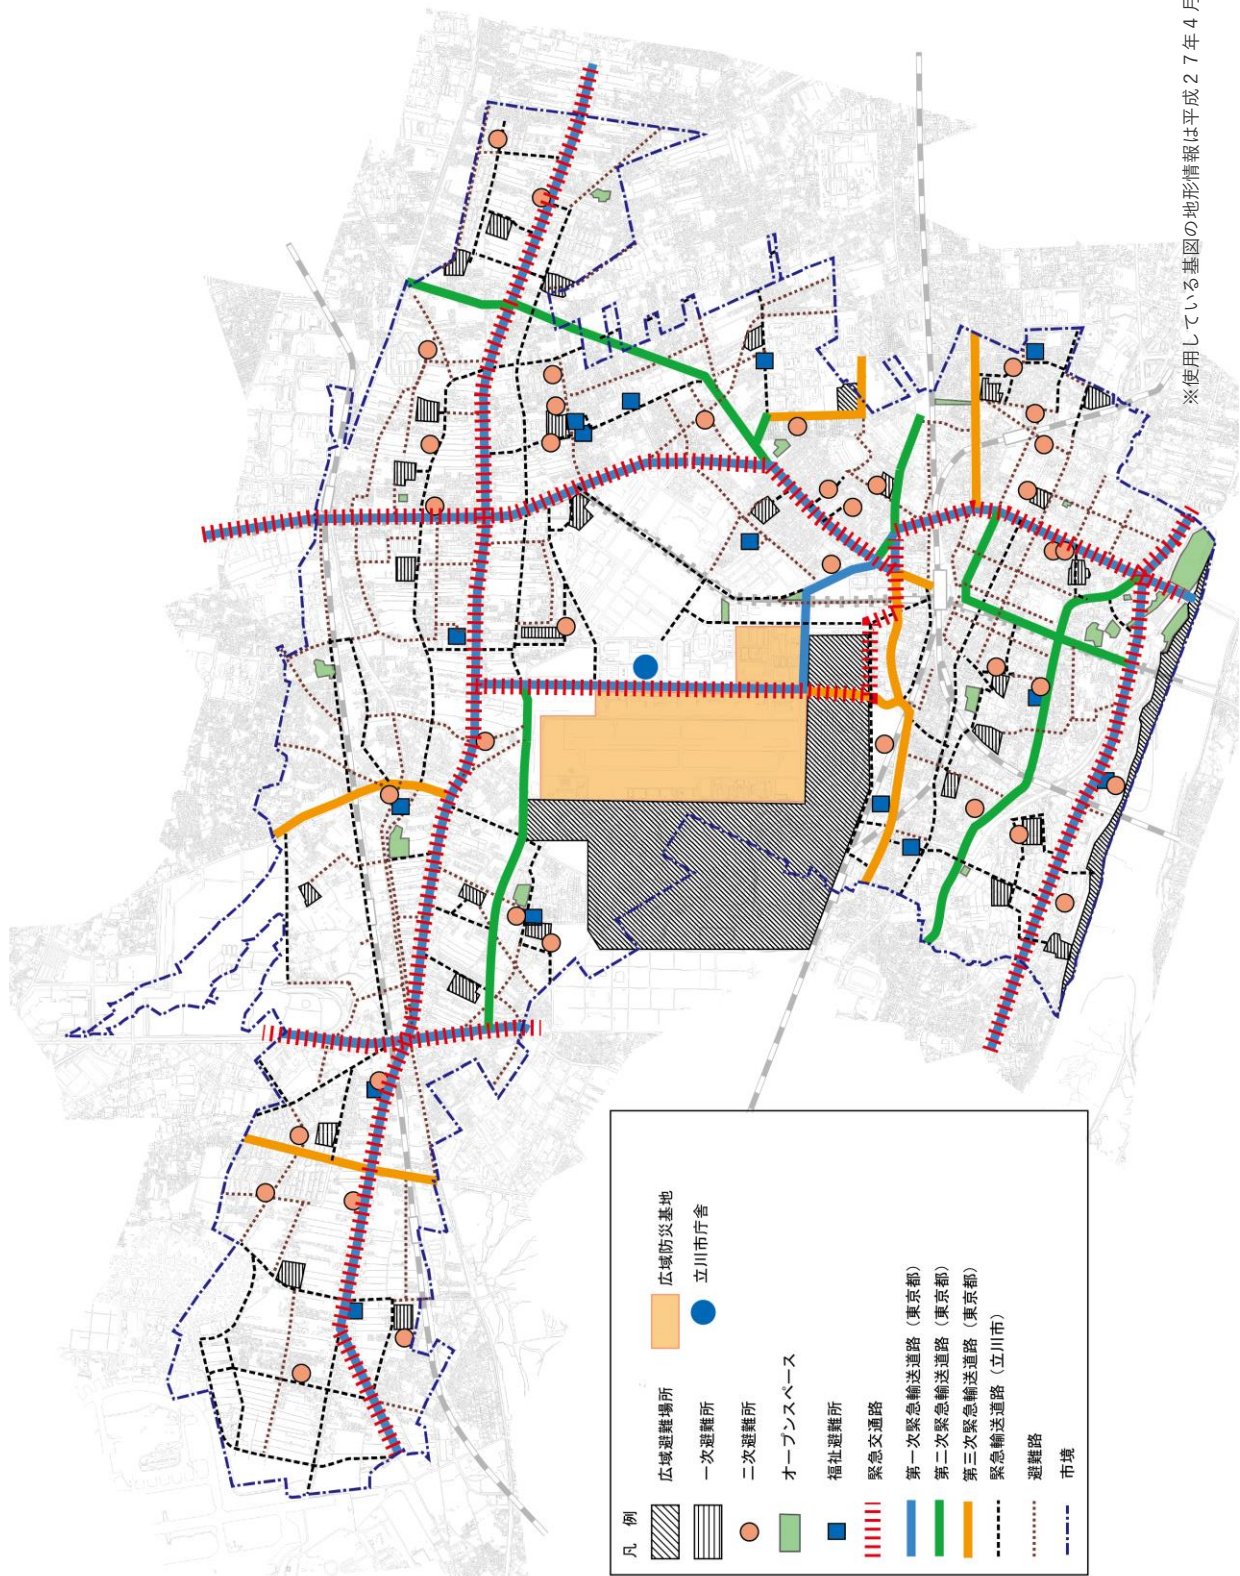 凡　例
広域避難場所
一次避難所
二次避難所
オープンスペース
福祉避難所
緊急交通路
第一次緊急輸送道路（東京都）
第二次緊急輸送道路（東京都）
第三次緊急輸送道路（東京都）
緊急輸送道路（立川市）
避難路
市境
広域防災基地
立川市庁舎
※使用している基図の地形情報は平成２７年４月